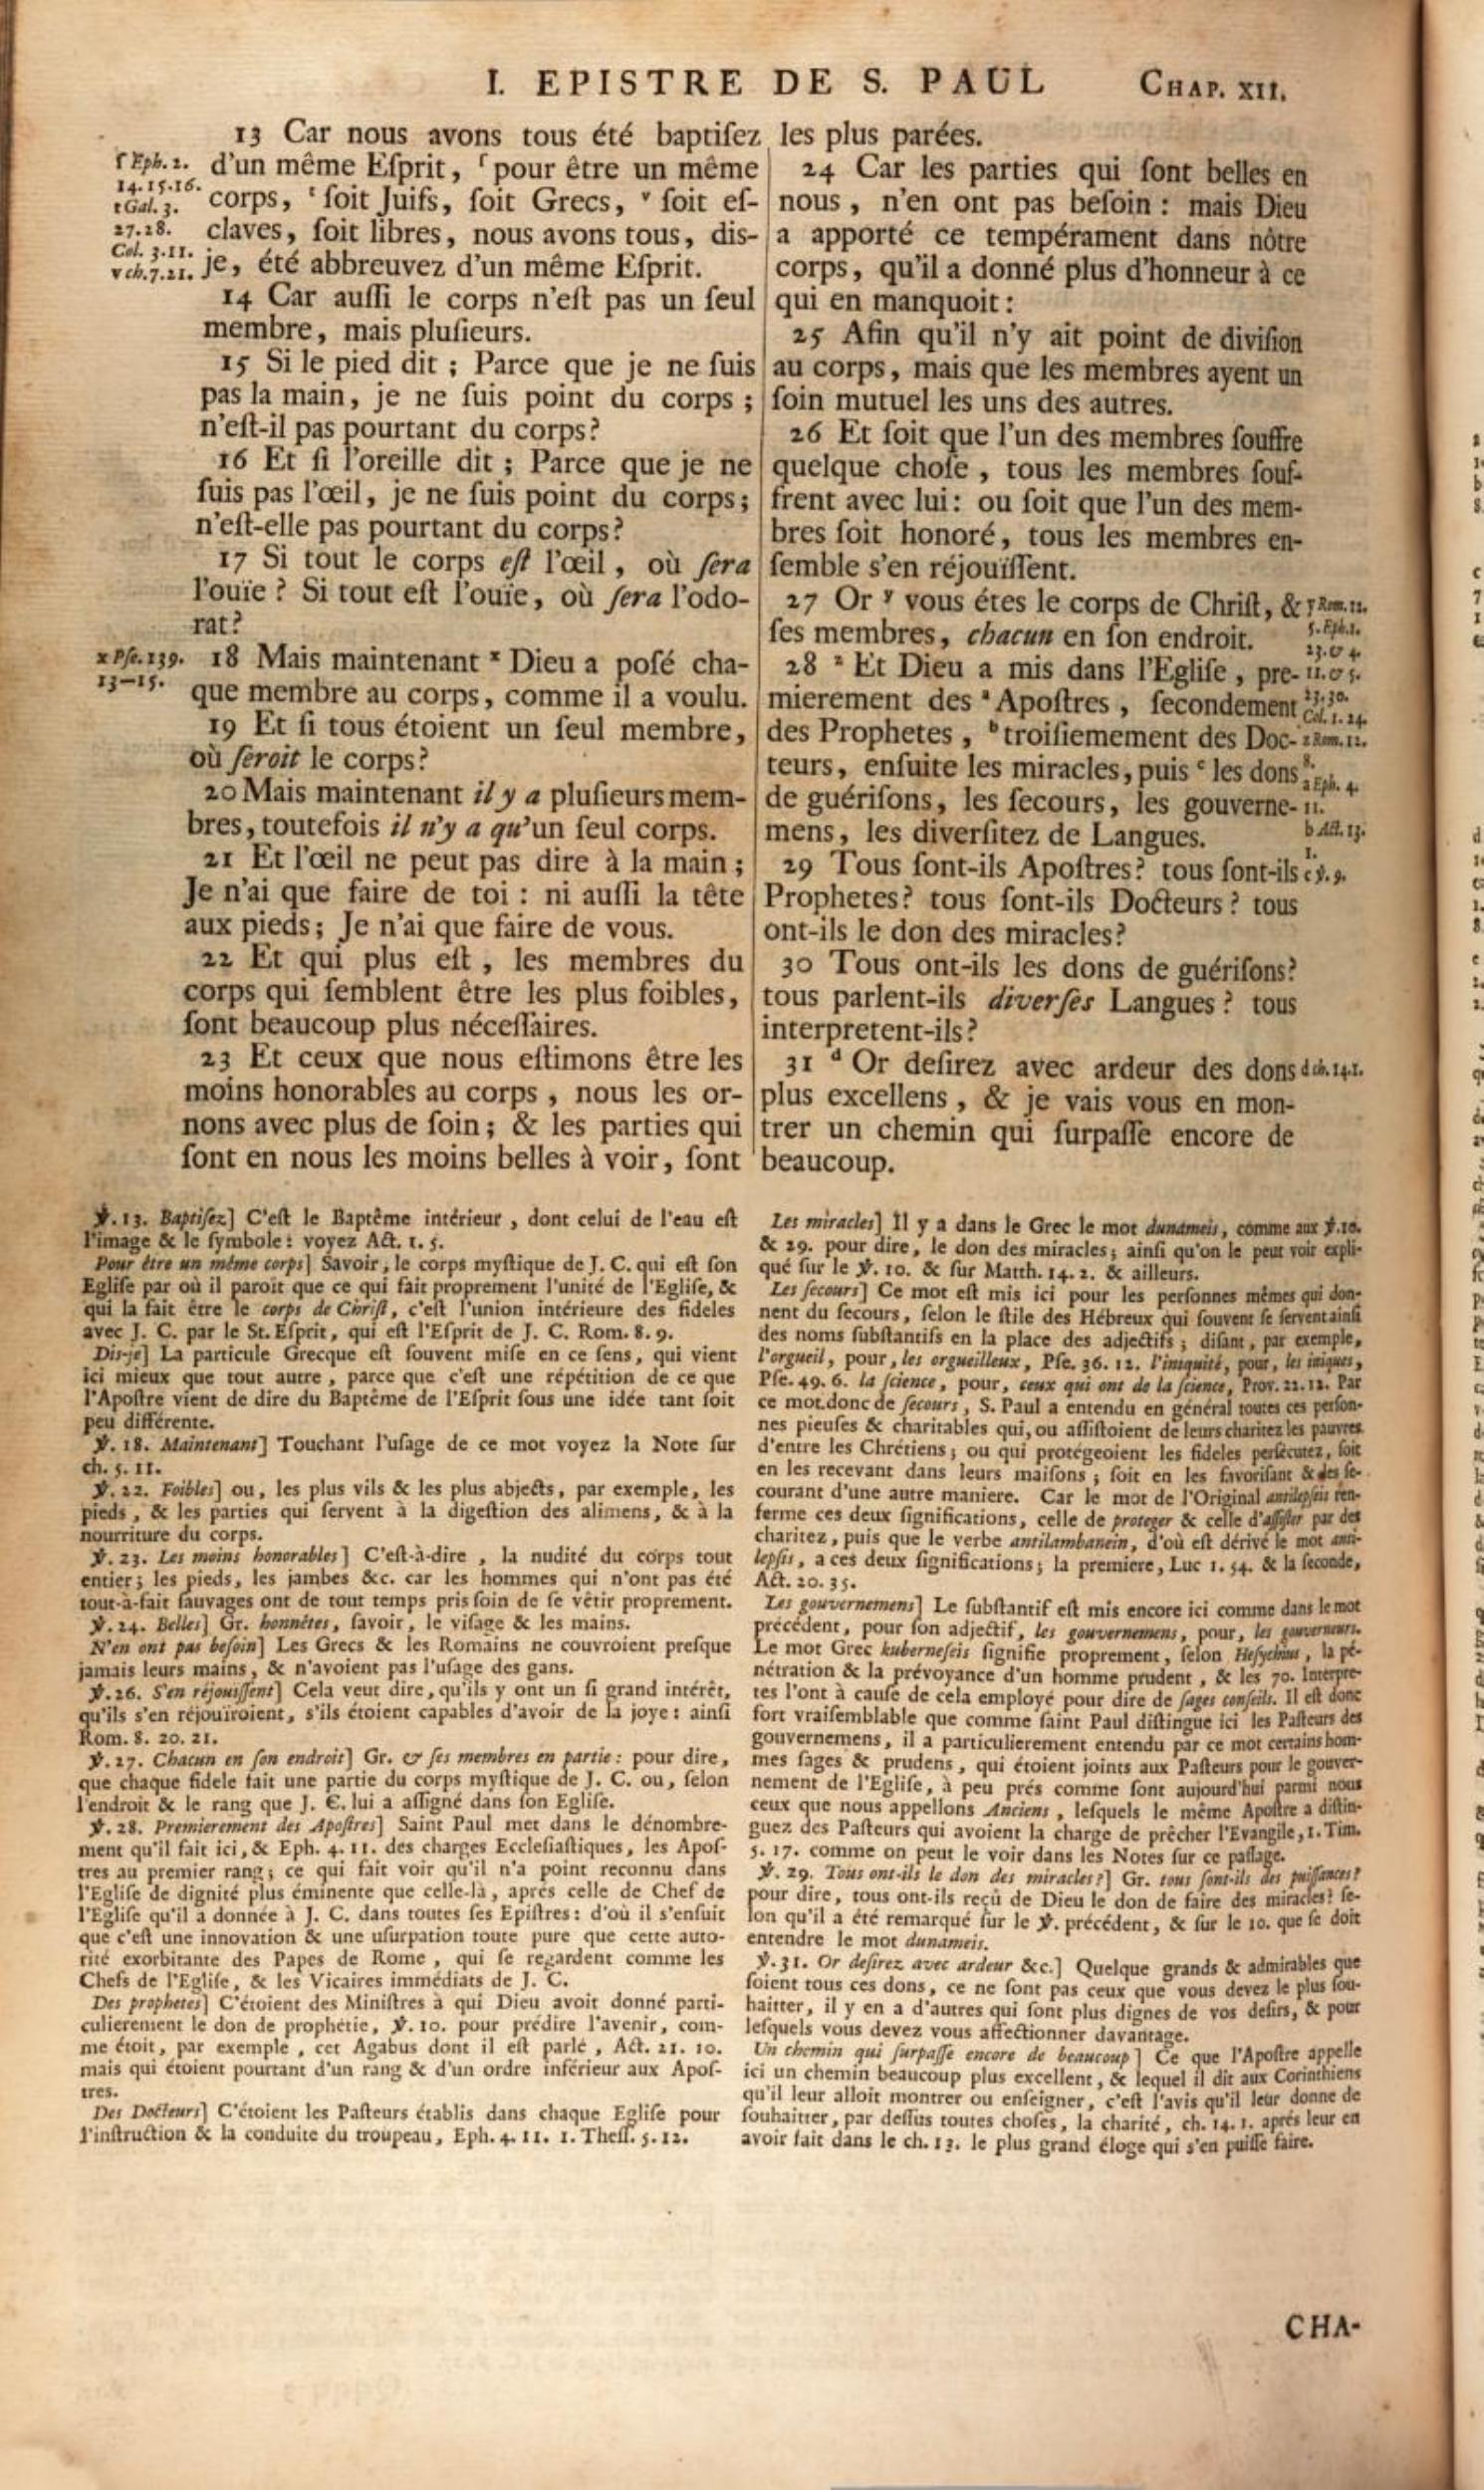 I. EPISTRE DE S. PAUL CHAP. XII.
13 Car nous avons tous été baptiſez
d'un même Eſprit, ſ pour être un même
corps, t ſoit Juifs, ſoit Grecs, v ſoit eſ-
claves, ſoit libres, nous avons tous, dis-
je, été abbreuvez d'un même Eſprit.
14 Car auſſi le corps n'eſt pas un ſeul
membre, mais pluſieurs.
15 Si le pied dit ; Parce que je ne ſuis
pas la main, je ne ſuis point du corps ;
n'eſt-il pas pourtant du corps?
16 Et ſi l'oreille dit ; Parce que je ne
ſuis pas l'œil, je ne ſuis point du corps;
n'eſt-elle pas pourtant du corps?
17 Si tout le corps eſt l'œil, où ſera
l'ouïe ? Si tout eſt l'ouïe, où ſera l'odo-
rat?
18 Mais maintenant x Dieu a poſé cha-
que membre au corps, comme il a voulu.
19 Et ſi tous étoient un ſeul membre,
où ſeroit le corps?
20 Mais maintenant il y a pluſieurs mem-
bres, toutefois il n'y a qu'un ſeul corps.
21 Et l'œil ne peut pas dire à la main ;
Je n'ai que faire de toi : ni auſſi la tête
aux pieds; Je n'ai que faire de vous.
22 Et qui plus eſt, les membres du
corps qui ſemblent être les plus foibles,
ſont beaucoup plus néceſſaires.
23 Et ceux que nous eſtimons être les
moins honorables au corps, nous les or-
nons avec plus de ſoin; & les parties qui
ſont en nous les moins belles à voir, ſont
ſ Eph. 2.
14.15.16.
t Gal. 3.
27.28.
Col. 3.11.
v ch.7.21.
x Pſe.139.
13-15.
les plus parées.
24 Car les parties qui ſont belles en
nous, n'en ont pas beſoin : mais Dieu
a apporté ce tempérament dans nôtre
corps, qu'il a donné plus d'honneur à ce
qui en manquoit :
25 Afin qu'il n'y ait point de diviſion
au corps, mais que les membres ayent un
ſoin mutuel les uns des autres.
26 Et ſoit que l'un des membres ſouffre
quelque choſe, tous les membres ſouf-
frent avec lui: ou ſoit que l'un des mem-
bres ſoit honoré, tous les membres en-
ſemble s'en réjouïſſent.
27 Or y vous étes le corps de Chriſt, &
ſes membres, chacun en ſon endroit.
28 z Et Dieu a mis dans l'Egliſe, pre-
mierement des a Apoſtres, ſecondement
des Prophetes, b troiſiemement des Doc-
teurs, enſuite les miracles, puis c les dons
de guériſons, les ſecours, les gouverne-
mens, les diverſitez de Langues.
29 Tous ſont-ils Apoſtres? tous ſont-ils
Prophetes? tous ſont-ils Docteurs ? tous
ont-ils le don des miracles?
30 Tous ont-ils les dons de guériſons?
tous parlent-ils diverſes Langues ? tous
interpretent-ils?
31 d Or deſirez avec ardeur des dons
plus excellens, & je vais vous en mon-
trer un chemin qui ſurpaſſe encore de
beaucoup.
y Rom. 12.
5. Eph.1.
23. & 4.
11. & 5.
23.30.
Col. 1. 24.
z Rom. 12.
8.
a Eph. 4.
11.
b Act. 13.
1.
c ℣. 9.
d ch. 14.1.
℣. 13. Baptiſez] C'eſt le Baptême intérieur, dont celui de l'eau eſt
l'image & le ſymbole: voyez Act. 1. 5.
Pour être un même corps] Savoir, le corps myſtique de J. C. qui eſt ſon
Egliſe par où il paroit que ce qui fait proprement l'unité de l'Egliſe, &
qui la fait être le corps de Chriſt, c'eſt l'union intérieure des fideles
avec J. C. par le St. Eſprit, qui eſt l'Eſprit de J. C. Rom. 8. 9.
Dis-je] La particule Grecque eſt ſouvent miſe en ce ſens, qui vient
ici mieux que tout autre, parce que c'eſt une répétition de ce que
l'Apoſtre vient de dire du Baptême de l'Eſprit ſous une idée tant ſoit
peu différente.
℣. 18. Maintenant] Touchant l'uſage de ce mot voyez la Note ſur
ch. 5. 11.
℣. 22. Foibles] ou, les plus vils & les plus abjects, par exemple, les
pieds, & les parties qui ſervent à la digeſtion des alimens, & à la
nourriture du corps.
℣. 23. Les moins honorables] C'eſt-à-dire, la nudité du corps tout
entier; les pieds, les jambes &c. car les hommes qui n'ont pas été
tout-à-fait ſauvages ont de tout temps pris ſoin de ſe vêtir proprement.
℣. 24. Belles] Gr. honnêtes, ſavoir, le viſage & les mains.
N'en ont pas beſoin] Les Grecs & les Romains ne couvroient preſque
jamais leurs mains, & n'avoient pas l'uſage des gans.
℣. 26. S'en réjouiſſent] Cela veut dire, qu'ils y ont un ſi grand intérêt,
qu'ils s'en réjouïroient, s'ils étoient capables d'avoir de la joye: ainſi
Rom. 8. 20. 21.
℣. 27. Chacun en ſon endroit] Gr. & ſes membres en partie: pour dire,
que chaque fidele fait une partie du corps myſtique de J. C. ou, ſelon
l'endroit & le rang que J. C. lui a aſſigné dans ſon Egliſe.
℣. 28. Premierement des Apoſtres] Saint Paul met dans le dénombre-
ment qu'il fait ici, & Eph. 4. 11. des charges Eccleſiaſtiques, les Apoſ-
tres au premier rang; ce qui fait voir qu'il n'a point reconnu dans
l'Egliſe de dignité plus éminente que celle-là, aprés celle de Chef de
l'Egliſe qu'il a donnée à J. C. dans toutes ſes Epiſtres: d'où il s'enſuit
que c'eſt une innovation & une uſurpation toute pure que cette auto-
rité exorbitante des Papes de Rome, qui ſe regardent comme les
Chefs de l'Egliſe, & les Vicaires immédiats de J. C.
Des prophetes] C'étoient des Miniſtres à qui Dieu avoit donné parti-
culierement le don de prophétie, ℣. 10. pour prédire l'avenir, com-
me étoit, par exemple, cet Agabus dont il eſt parlé, Act. 21. 10.
mais qui étoient pourtant d'un rang & d'un ordre inférieur aux Apoſ-
tres.
Des Docteurs] C'étoient les Paſteurs établis dans chaque Egliſe pour
l'inſtruction & la conduite du troupeau, Eph. 4. 11. 1. Theſſ. 5. 12.
Les miracles] Il y a dans le Grec le mot dunameis, comme aux ℣. 10.
& 29. pour dire, le don des miracles; ainſi qu'on le peut voir expli-
qué ſur le ℣. 10. & ſur Matth. 14. 2. & ailleurs.
Les ſecours] Ce mot eſt mis ici pour les perſonnes mêmes qui don-
nent du ſecours, ſelon le ſtile des Hébreux qui ſouvent ſe ſervent ainſi
des noms ſubſtantifs en la place des adjectifs; diſant, par exemple,
l'orgueil, pour, les orgueilleux, Pſe. 36. 12. l'iniquité, pour, les iniques,
Pſe. 49. 6. la ſcience, pour, ceux qui ont de la ſcience, Prov. 22. 12. Par
ce mot donc de ſecours, S. Paul a entendu en général toutes ces perſon-
nes pieuſes & charitables qui, ou aſſiſtoient de leurs charitez les pauvres
d'entre les Chrétiens; ou qui protégeoient les fideles perſécutez, ſoit
en les recevant dans leurs maiſons; ſoit en les favoriſant & des ſe-
courant d'une autre maniere. Car le mot de l'Original antilepſeis ren-
ferme ces deux ſignifications, celle de proteger & celle d'aſſiſter par des
charitez, puis que le verbe antilambanein, d'où eſt dérivé le mot anti-
lepſis, a ces deux ſignifications; la premiere, Luc 1. 54. & la ſeconde,
Act. 20. 35.
Les gouvernemens] Le ſubſtantif eſt mis encore ici comme dans le mot
précédent, pour ſon adjectif, les gouvernemens, pour, les gouverneurs.
Le mot Grec kuberneſeis ſignifie proprement, ſelon Heſychius, la pé-
nétration & la prévoyance d'un homme prudent, & les 70. Interpre-
tes l'ont à cauſe de cela employé pour dire de ſages conſeils. Il eſt donc
fort vraiſemblable que comme ſaint Paul diſtingue ici les Paſteurs des
gouvernemens, il a particulierement entendu par ce mot certains hom-
mes ſages & prudens, qui étoient joints aux Paſteurs pour le gouver-
nement de l'Egliſe, à peu prés comme ſont aujourd'hui parmi nous
ceux que nous appellons Anciens, leſquels le même Apoſtre a diſtin-
guez des Paſteurs qui avoient la charge de prêcher l'Evangile, 1. Tim.
5. 17. comme on peut le voir dans les Notes ſur ce paſſage.
℣. 29. Tous ont-ils le don des miracles?] Gr. tous ſont-ils des puiſſances?
pour dire, tous ont-ils reçû de Dieu le don de faire des miracles? ſe-
lon qu'il a été remarqué ſur le ℣. précédent, & ſur le 10. que ſe doit
entendre le mot dunameis.
℣. 31. Or deſirez avec ardeur &c.] Quelque grands & admirables que
ſoient tous ces dons, ce ne ſont pas ceux que vous devez le plus ſou-
haitter, il y en a d'autres qui ſont plus dignes de vos deſirs, & pour
leſquels vous devez vous affectionner davantage.
Un chemin qui ſurpaſſe encore de beaucoup] Ce que l'Apoſtre appelle
ici un chemin beaucoup plus excellent, & lequel il dit aux Corinthiens
qu'il leur alloit montrer ou enſeigner, c'eſt l'avis qu'il leur donne de
ſouhaitter, par deſſus toutes choſes, la charité, ch. 14. 1. aprés leur en
avoir fait dans le ch. 13. le plus grand éloge qui s'en puiſſe faire.
CHA-